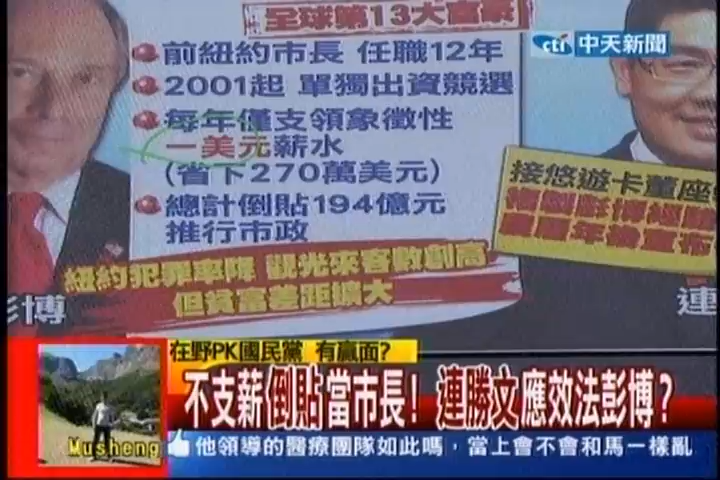 全球第13大富豪
cti 中天新聞
前紐約市長 任職12年
2001起 單獨出資競選
每年僅支領象徵性
一美元薪水
(省下270萬美元)
總計倒貼194億元
推行市政
接悠遊卡董座
紐約犯罪率降 觀光來客數創高
但貧富差距擴大
彭博
連
在野PK國民黨 有贏面?
不支薪倒貼當市長! 連勝文應效法彭博?
Musheng
他領導的醫療團隊如此嗎，當上會不會和馬一樣亂